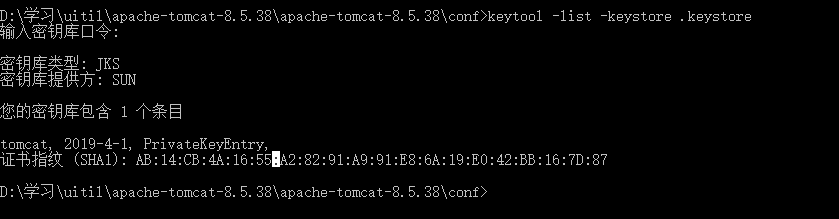 D:\学习\uiti1\apache-tomcat-8.5.38\apache-tomcat-8.5.38\conf>keytool -list -keystore .keystore
输入密钥库口令:
密钥库类型: JKS
密钥库提供方: SUN
您的密钥库包含 1 个条目
tomcat, 2019-4-1, PrivateKeyEntry,
证书指纹 (SHA1): AB:14:CB:4A:16:55:A2:82:91:A9:91:E8:6A:19:E0:42:BB:16:7D:87
D:\学习\uiti1\apache-tomcat-8.5.38\apache-tomcat-8.5.38\conf>